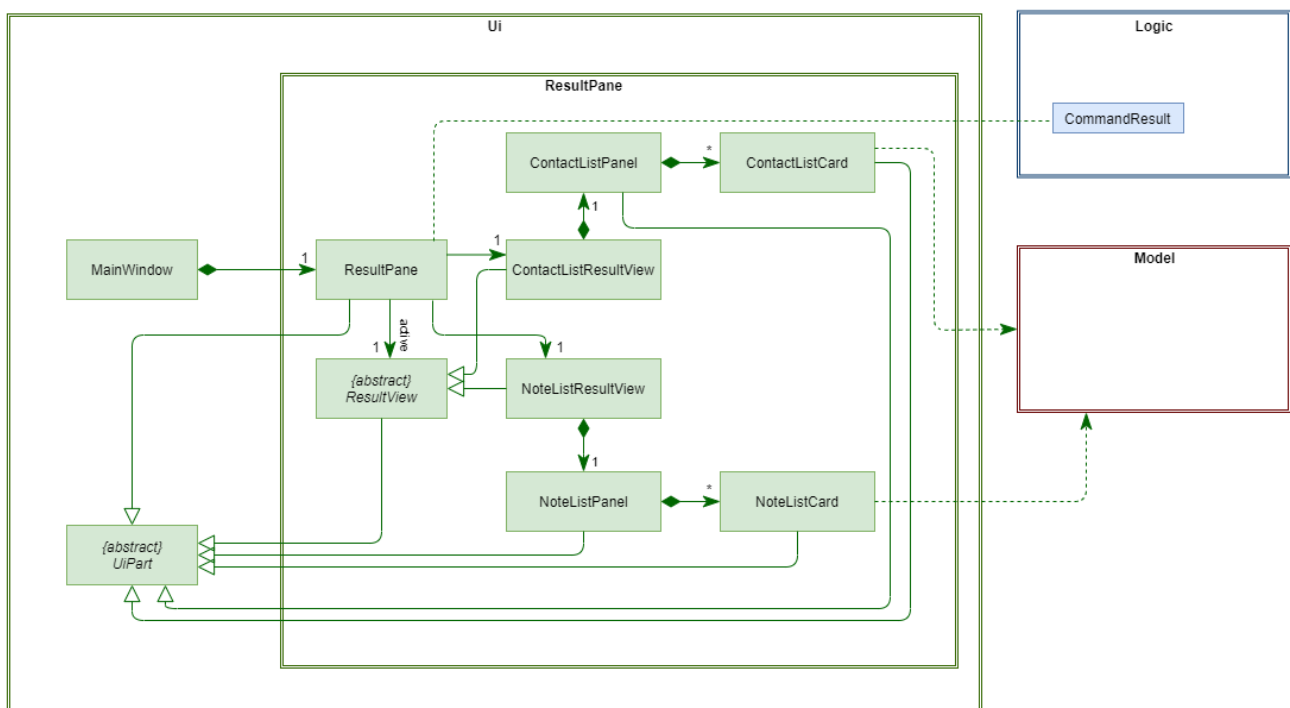 Ui
Logic
ResultPane
CommandResult
ContactListPanel
*
ContactListCard
1
MainWindow
1
ResultPane
1
ContactListResultView
Model
active
1
1
{abstract}
ResultView
NoteListResultView
1
NoteListPanel
*
NoteListCard
{abstract}
UiPart